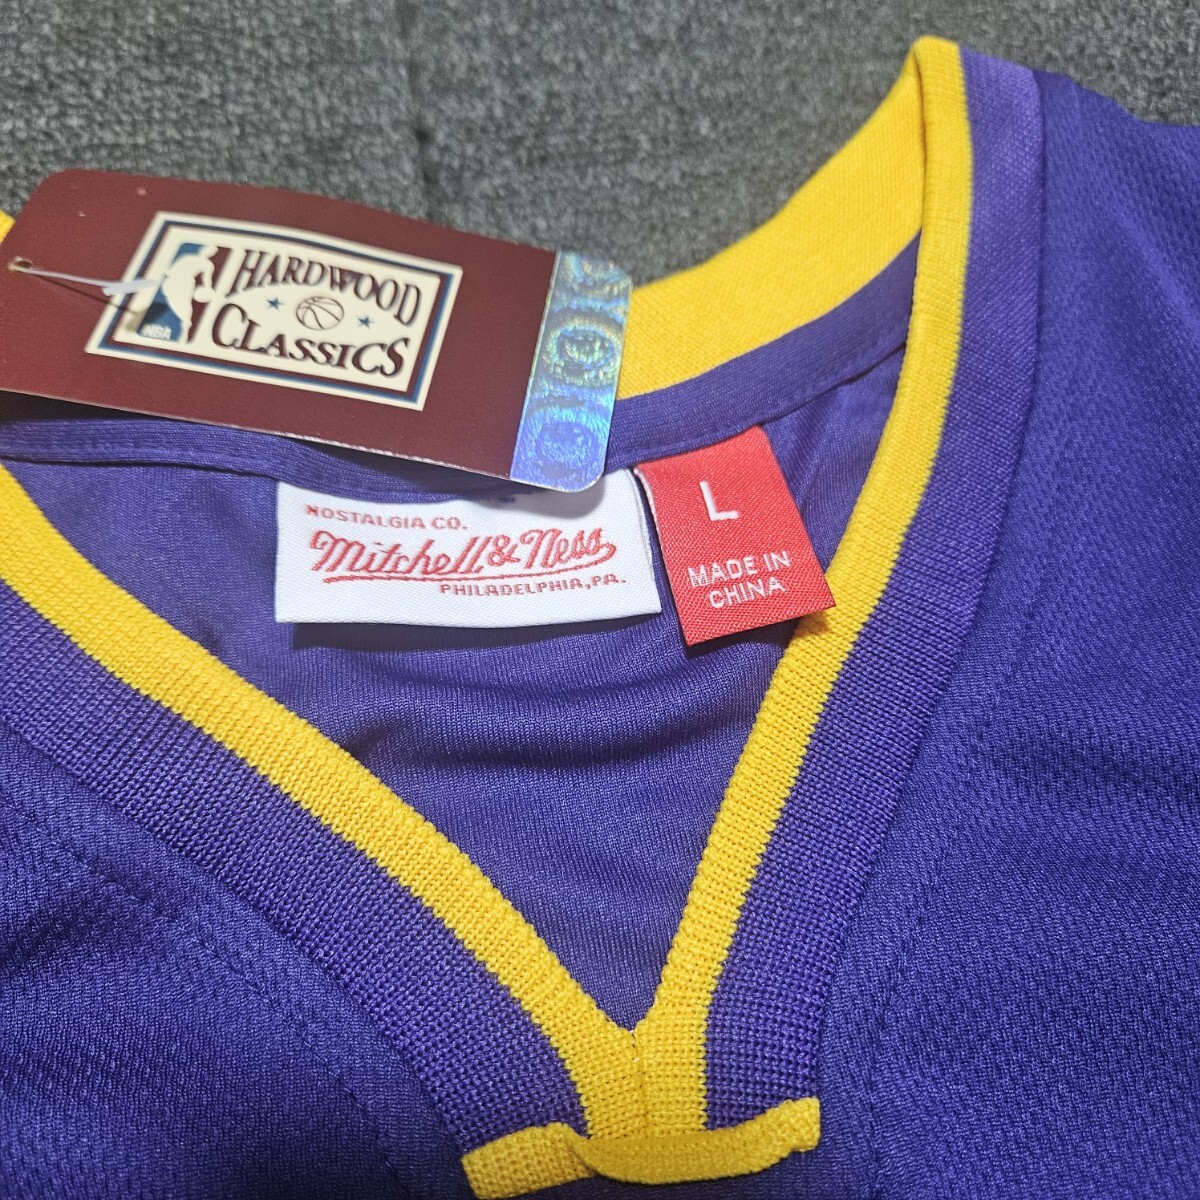 HARDWOOD
CLASSICS
NBA
NOSTALGIA CO.
Mitchell & Ness
PHILADELPHIA, PA.
L
MADE IN
CHINA